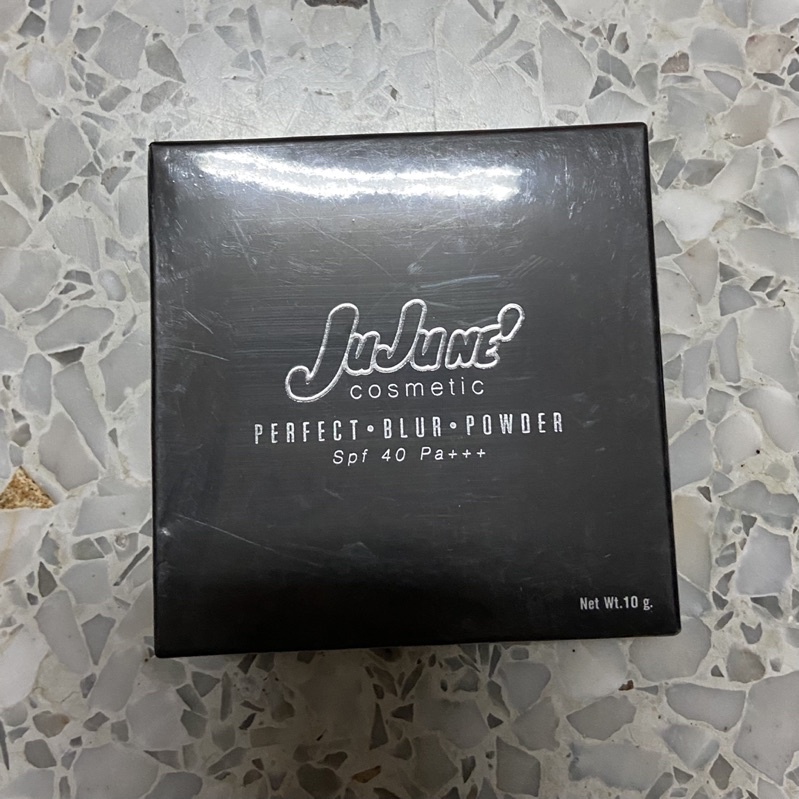 JuJuNE'
cosmetic
PERFECT•BLUR•POWDER
Spf 40 Pa+++
Net Wt.10 g.